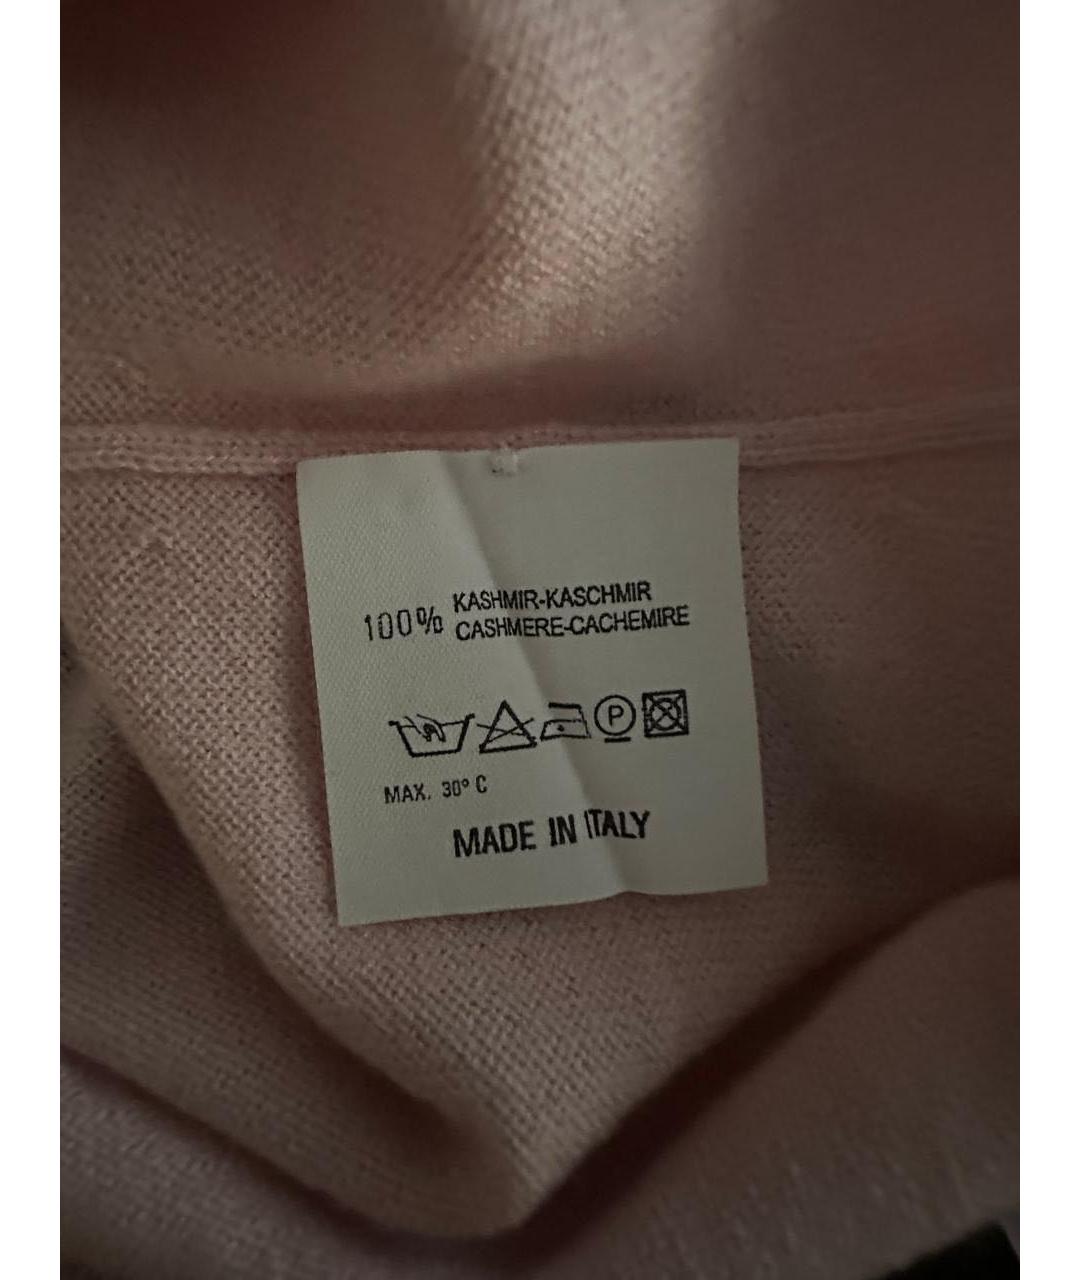 100% KASHMIR-KASCHMIR
CASHMERE-CACHEMIRE
P
MAX. 30° C
MADE IN ITALY